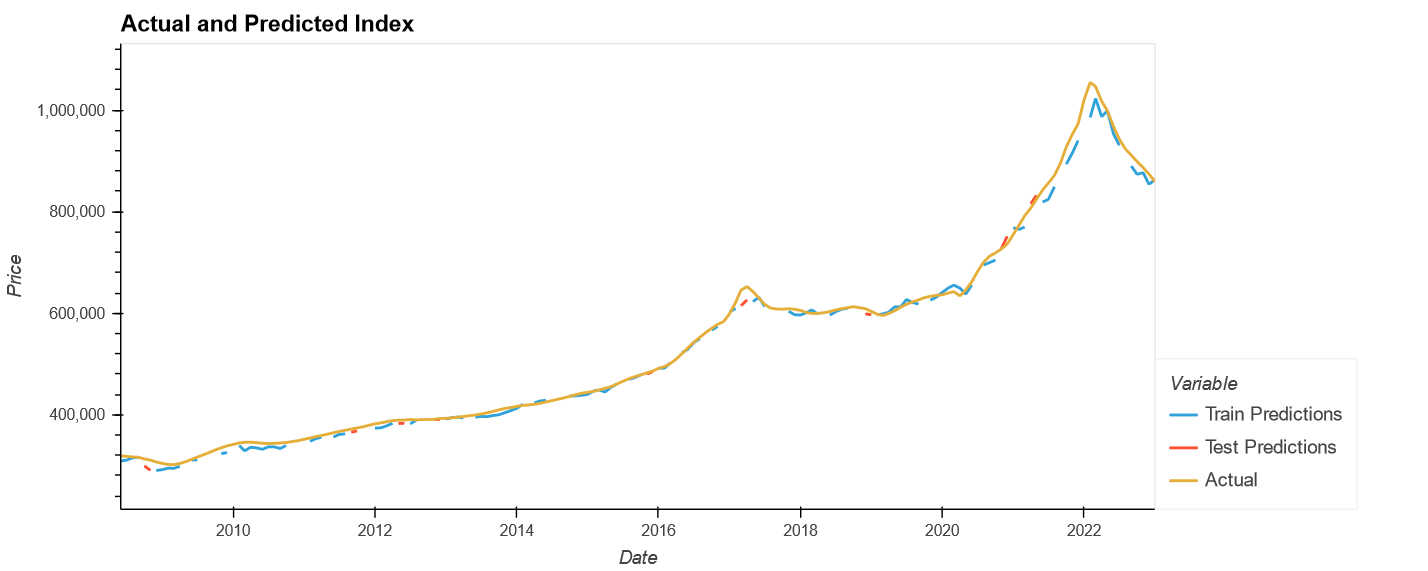 Actual and Predicted Index
1,000,000
800,000
600,000
400,000
Price
2010 2012 2014 2016 2018 2020 2022
Date
Variable
Train Predictions
Test Predictions
Actual